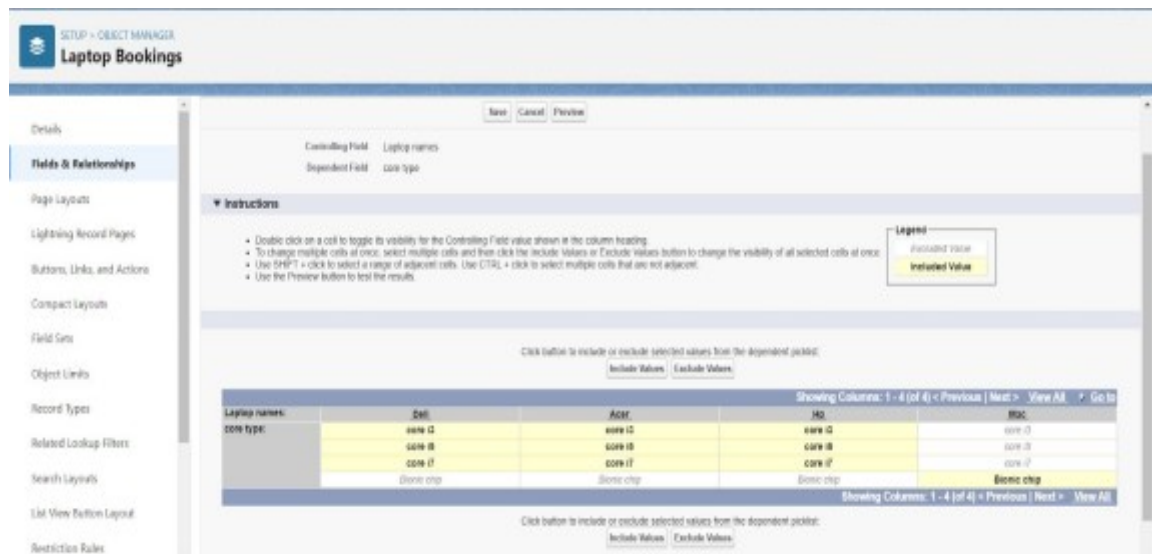 SETUP > OBJECT MANAGER
Laptop Bookings
Details
Fields & Relationships
Page Layouts
Lightning Record Pages
Buttons, Links, and Actions
Compact Layouts
Field Sets
Object Limits
Record Types
Related Lookup Filters
Search Layouts
List View Button Layout
Restriction Rules
Save Cancel Preview
Controlling Field Laptop names
Dependent Field core type
▼ Instructions
• Double click on a cell to toggle its visibility for the Controlling Field value shown in the column heading.
• To change multiple cells at once, select multiple cells and then click the Include Values or Exclude Values button to change the visibility of all selected cells at once.
• Use SHIFT + click to select a range of adjacent cells. Use CTRL + click to select multiple cells that are not adjacent.
• Use the Preview button to test the results.
Legend
Excluded Value
Included Value
Click button to include or exclude selected values from the dependent picklist:
Include Values Exclude Values
Showing Columns: 1 - 4 (of 4) < Previous | Next > View All Go to
Laptop names: Dell Acer Hp Mac
core type: core i3 core i3 core i3 core i3
core i7 core i7 core i7 core i7
Bionic chip Bionic chip Bionic chip Bionic chip
Showing Columns: 1 - 4 (of 4) < Previous | Next > View All
Click button to include or exclude selected values from the dependent picklist:
Include Values Exclude Values